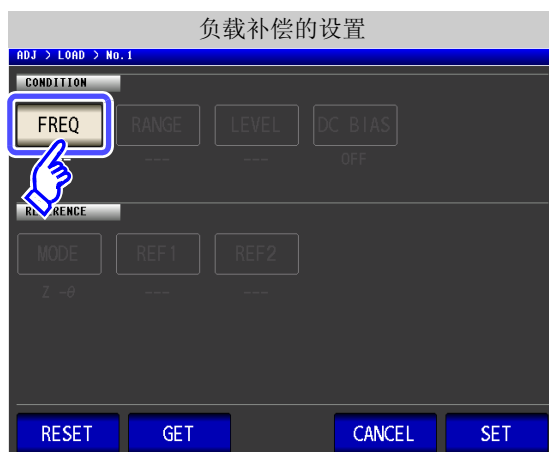 负载补偿的设置
ADJ > LOAD > No.1
CONDITION
FREQ RANGE LEVEL DC BIAS
--- --- OFF
MODE REF1 REF2
Z -θ --- ---
RESET GET CANCEL SET